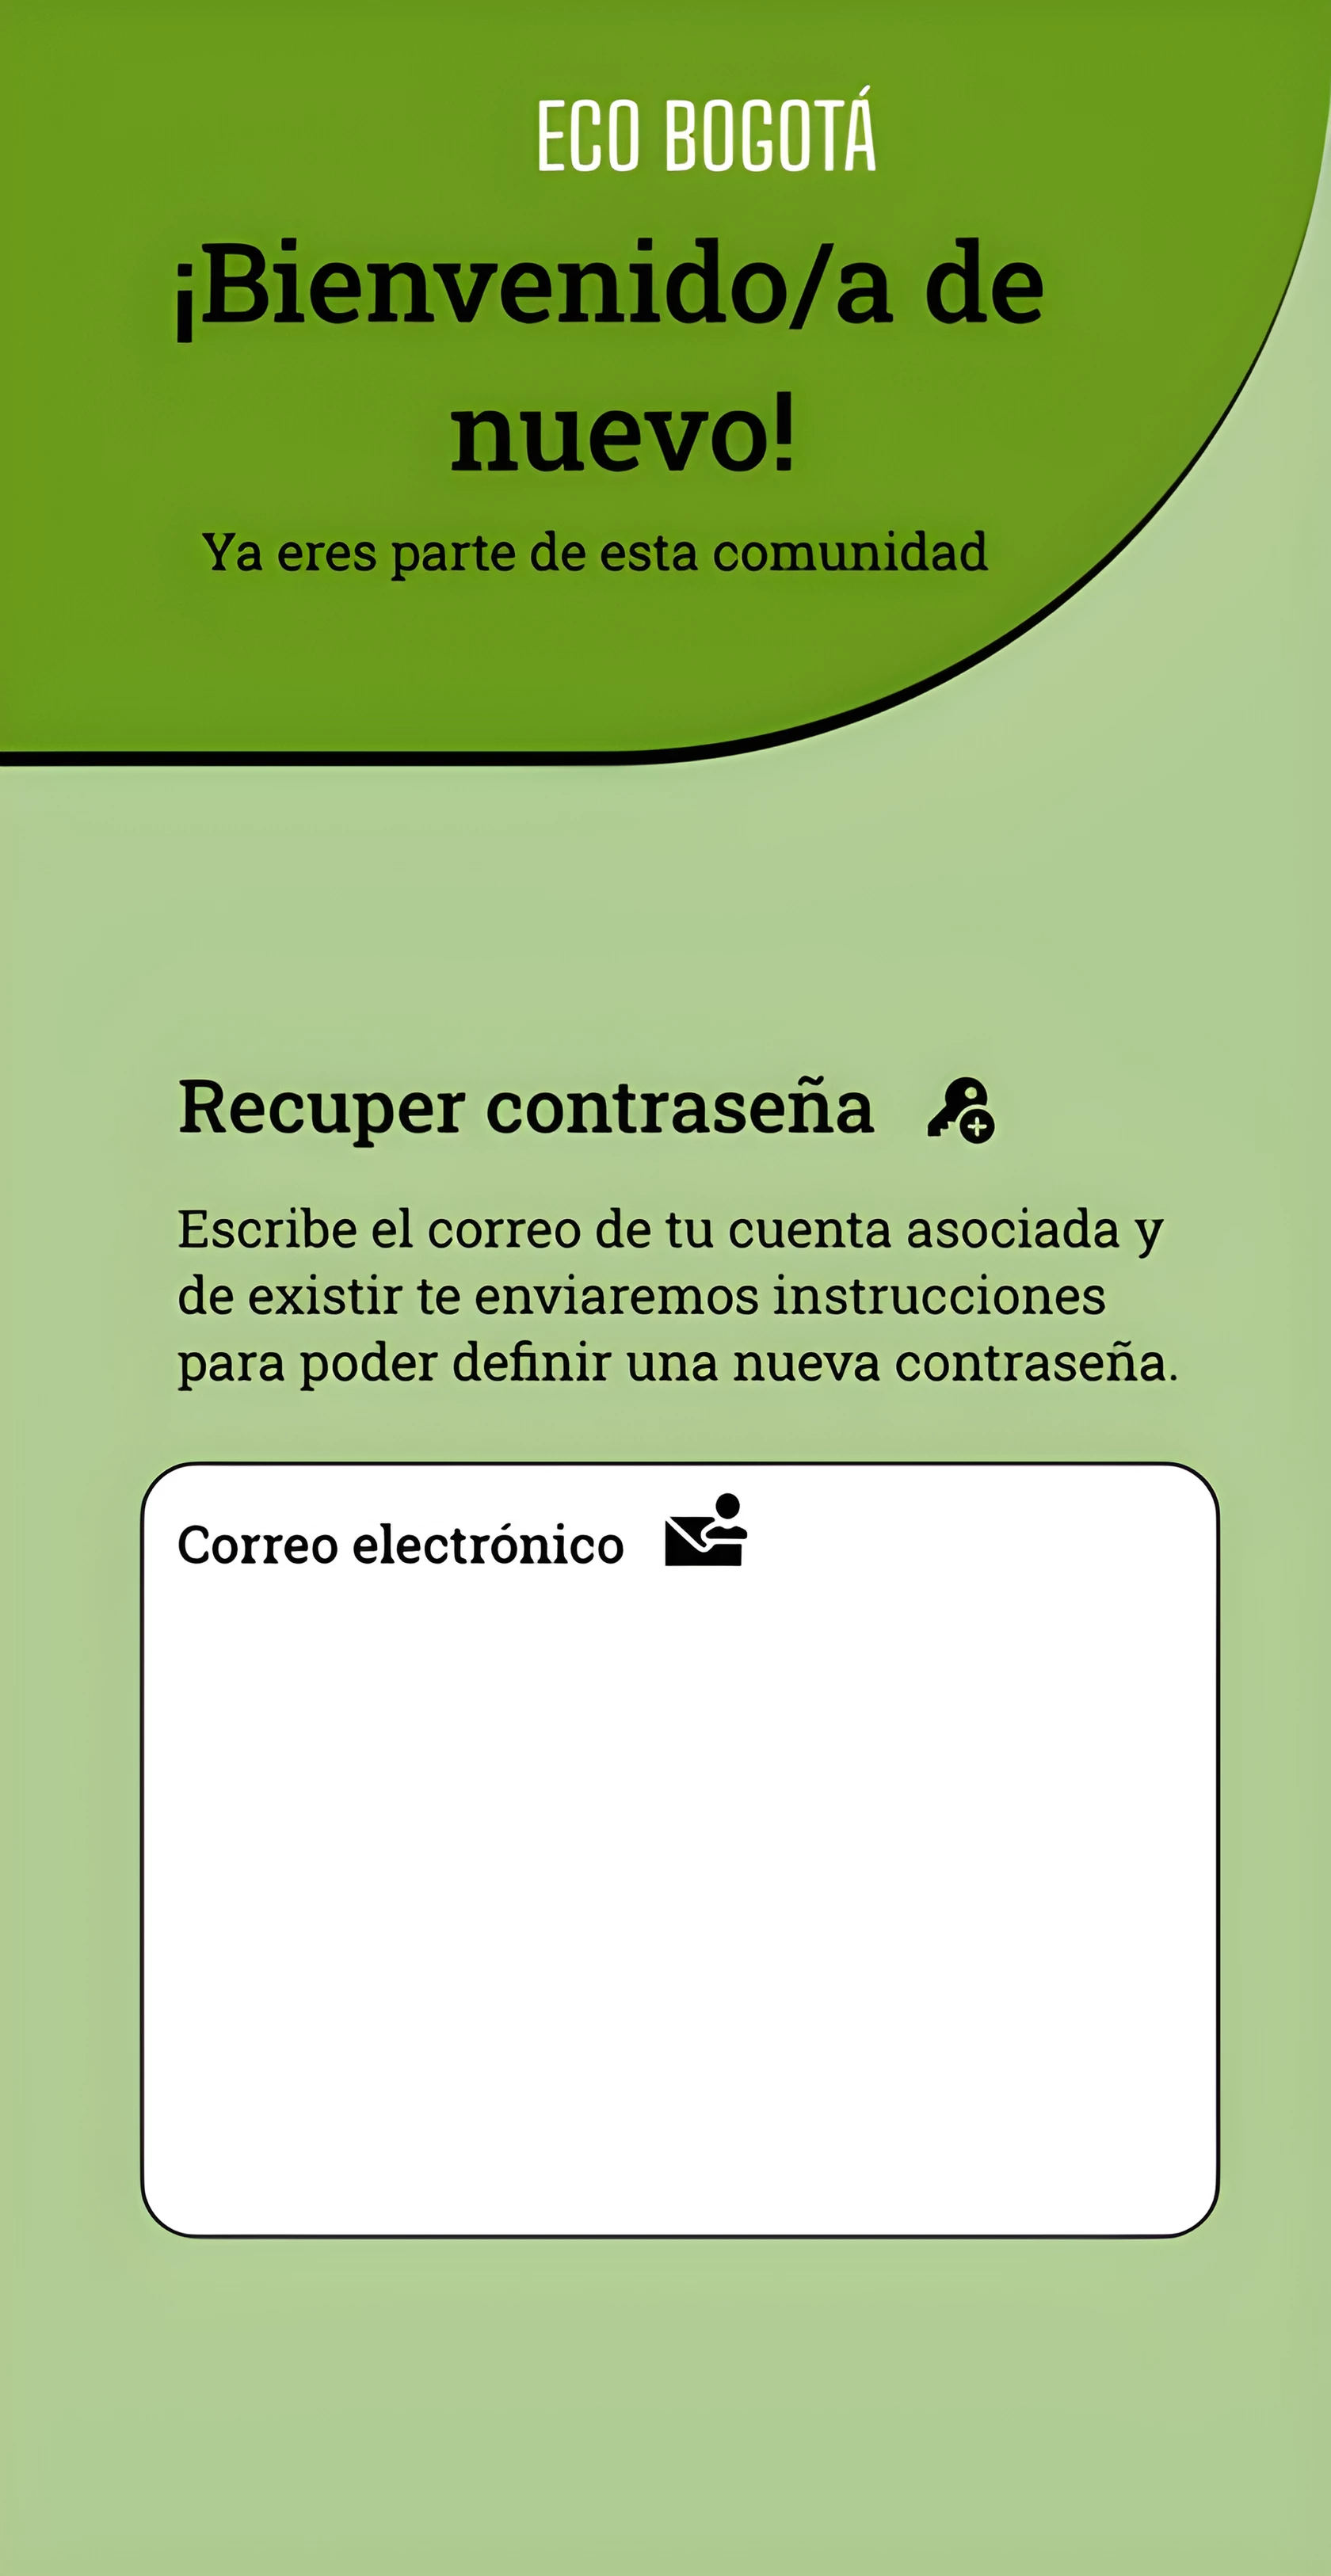 ECO BOGOTÁ
¡Bienvenido/a de
nuevo!
Ya eres parte de esta comunidad
Recuper contraseña
Escribe el correo de tu cuenta asociada y
de existir te enviaremos instrucciones
para poder definir una nueva contraseña.
Correo electrónico